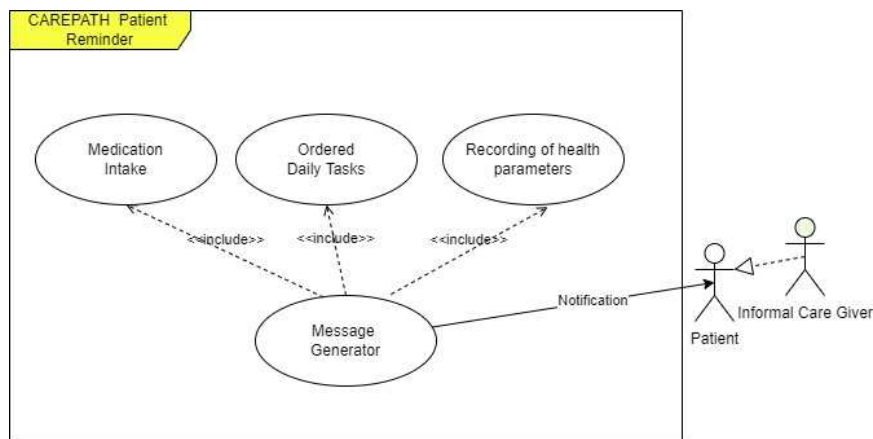 CAREPATH Patient
Reminder
Medication
Intake
Ordered
Daily Tasks
Recording of health
parameters
<<include>>
<<include>>
<<include>>
Message
Generator
Notification
Patient
Informal Care Giver